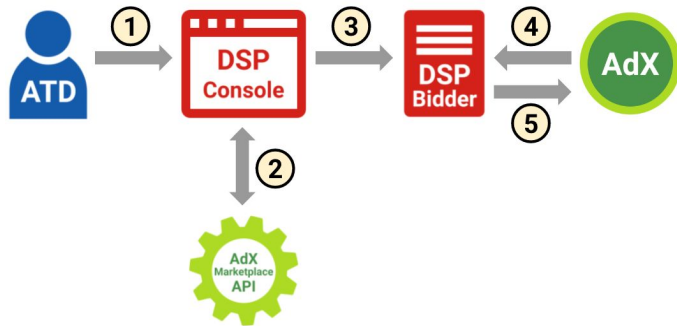 1
3
4
ATD
DSP
Console
DSP
Bidder
AdX
5
2
AdX
Marketplace
API